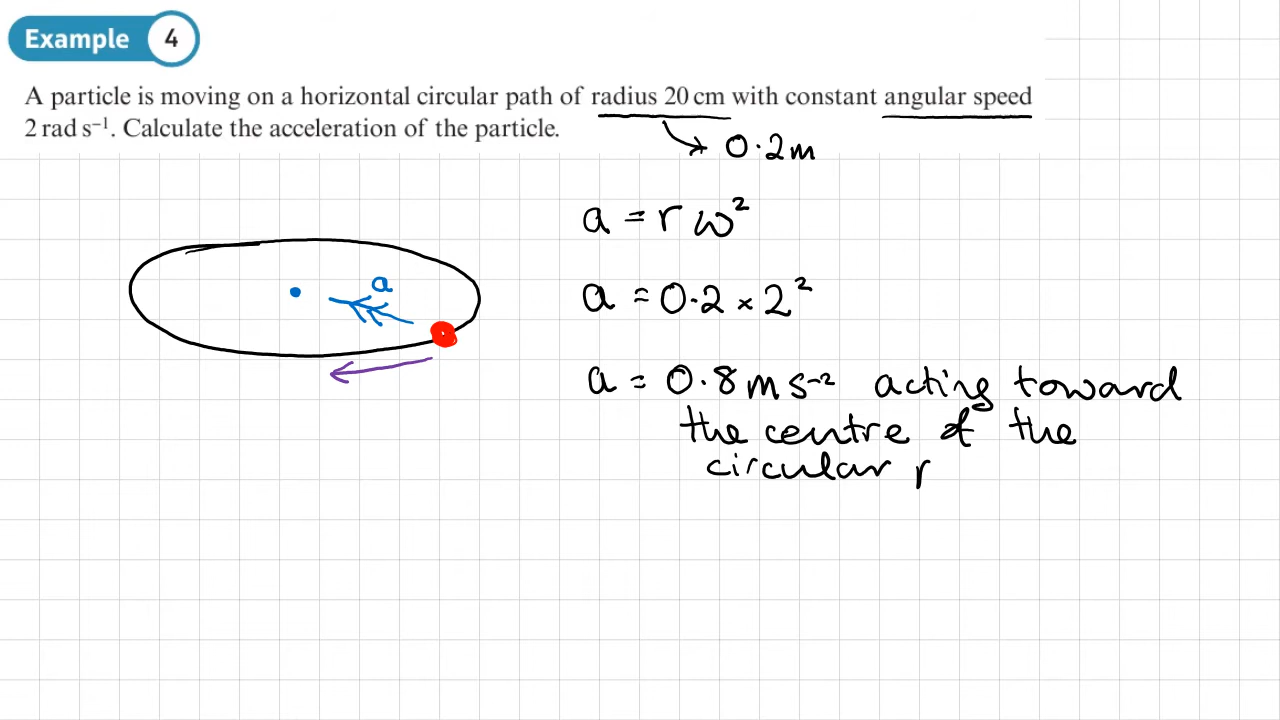 Example 4
A particle is moving on a horizontal circular path of radius 20 cm with constant angular speed
2 rad s⁻¹. Calculate the acceleration of the particle.
0.2m
a = rω²
a
a = 0.2 × 2²
a = 0.8 m s⁻² acting toward
the centre of the
circular p